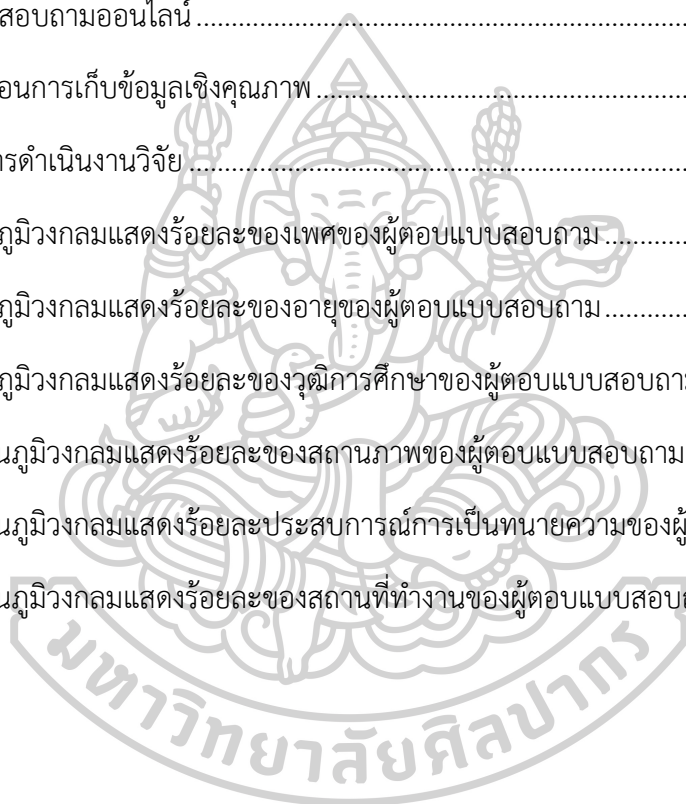 สอบถามออนไลน์
อนการเก็บข้อมูลเชิงคุณภาพ
ารดำเนินงานวิจัย
ภูมิวงกลมแสดงร้อยละของเพศของผู้ตอบแบบสอบถาม
ภูมิวงกลมแสดงร้อยละของอายุของผู้ตอบแบบสอบถาม
ภูมิวงกลมแสดงร้อยละของวุฒิการศึกษาของผู้ตอบแบบสอบถาม
นภูมิวงกลมแสดงร้อยละของสถานภาพของผู้ตอบแบบสอบถาม
นภูมิวงกลมแสดงร้อยละประสบการณ์การเป็นทนายความของผู้
นภูมิวงกลมแสดงร้อยละของสถานที่ทำงานของผู้ตอบแบบสอบถ
มหาวิทยาลัยศิลปากร